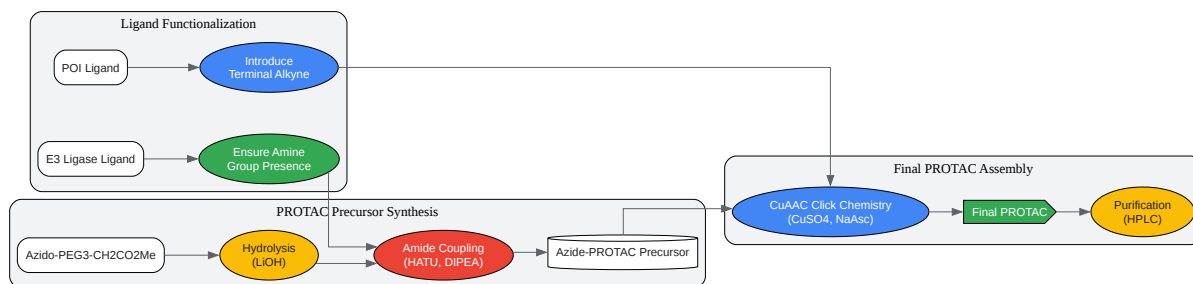 Ligand Functionalization
POI Ligand
Introduce
Terminal Alkyne
E3 Ligase Ligand
Ensure Amine
Group Presence
PROTAC Precursor Synthesis
Azido-PEG3-CH2CO2Me
Hydrolysis
(LiOH)
Amide Coupling
(HATU, DIPEA)
Azide-PROTAC Precursor
Final PROTAC Assembly
CuAAC Click Chemistry
(CuSO4, NaAsc)
Final PROTAC
Purification
(HPLC)